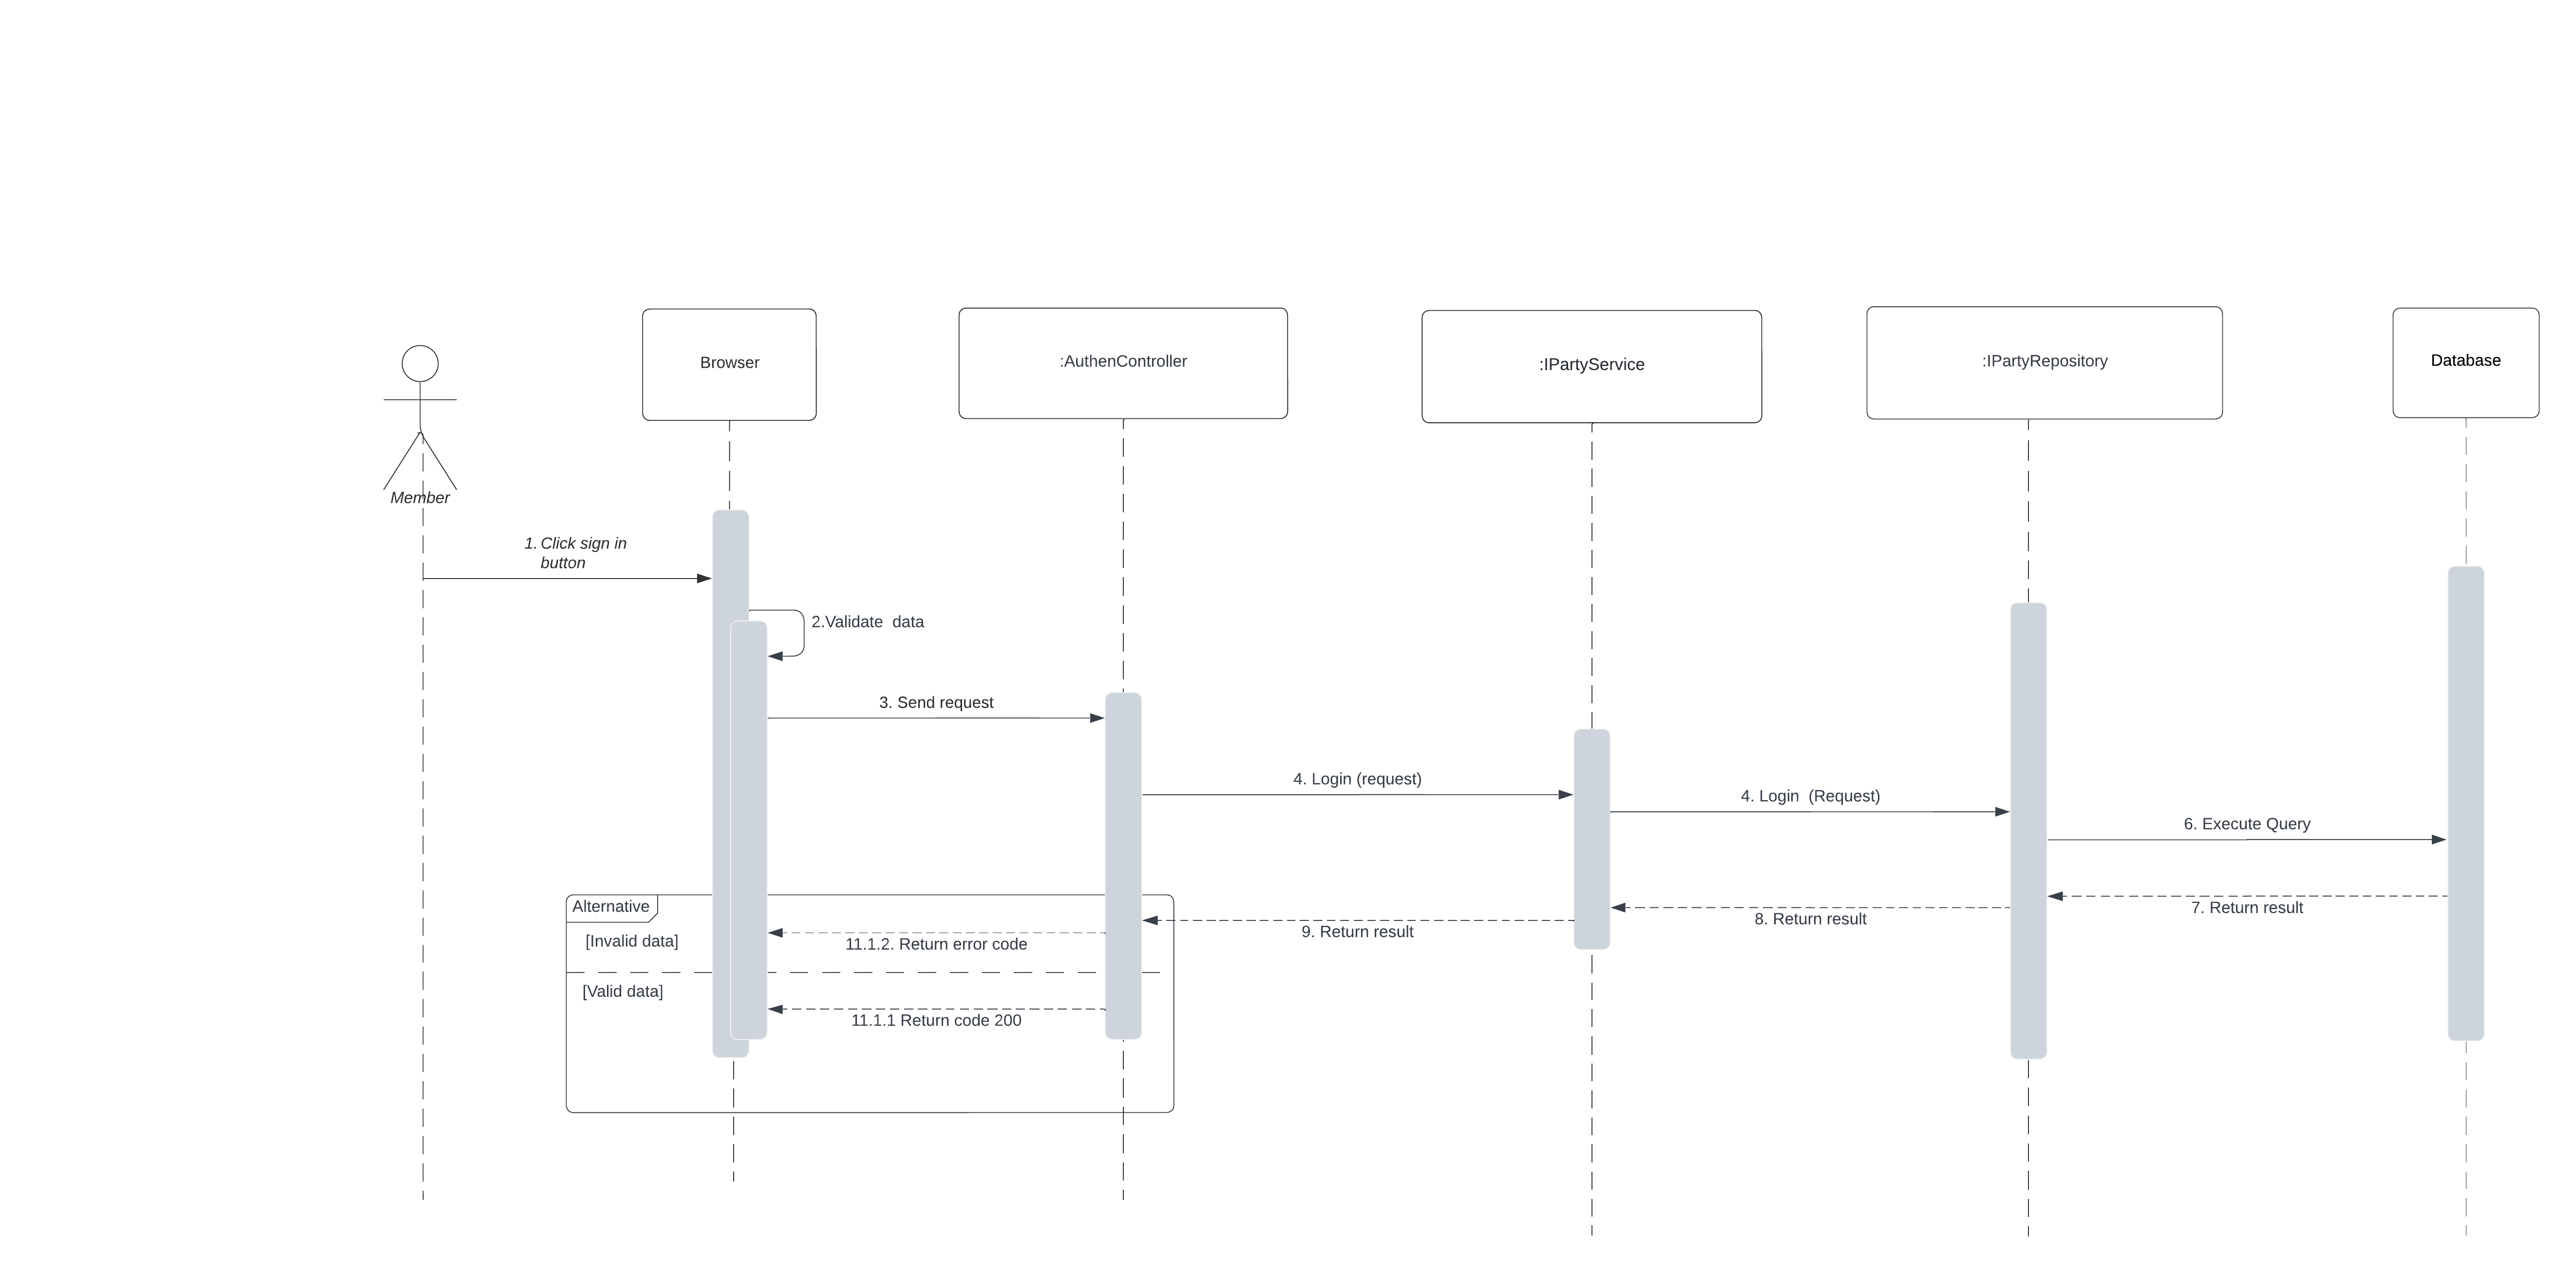 Browser
:AuthenController
:IPartyService
:IPartyRepository
Database
Member
1. Click sign in
button
2.Validate  data
3. Send request
4. Login (request)
4. Login  (Request)
6. Execute Query
7. Return result
8. Return result
9. Return result
Alternative
[Invalid data]
11.1.2. Return error code
[Valid data]
11.1.1 Return code 200